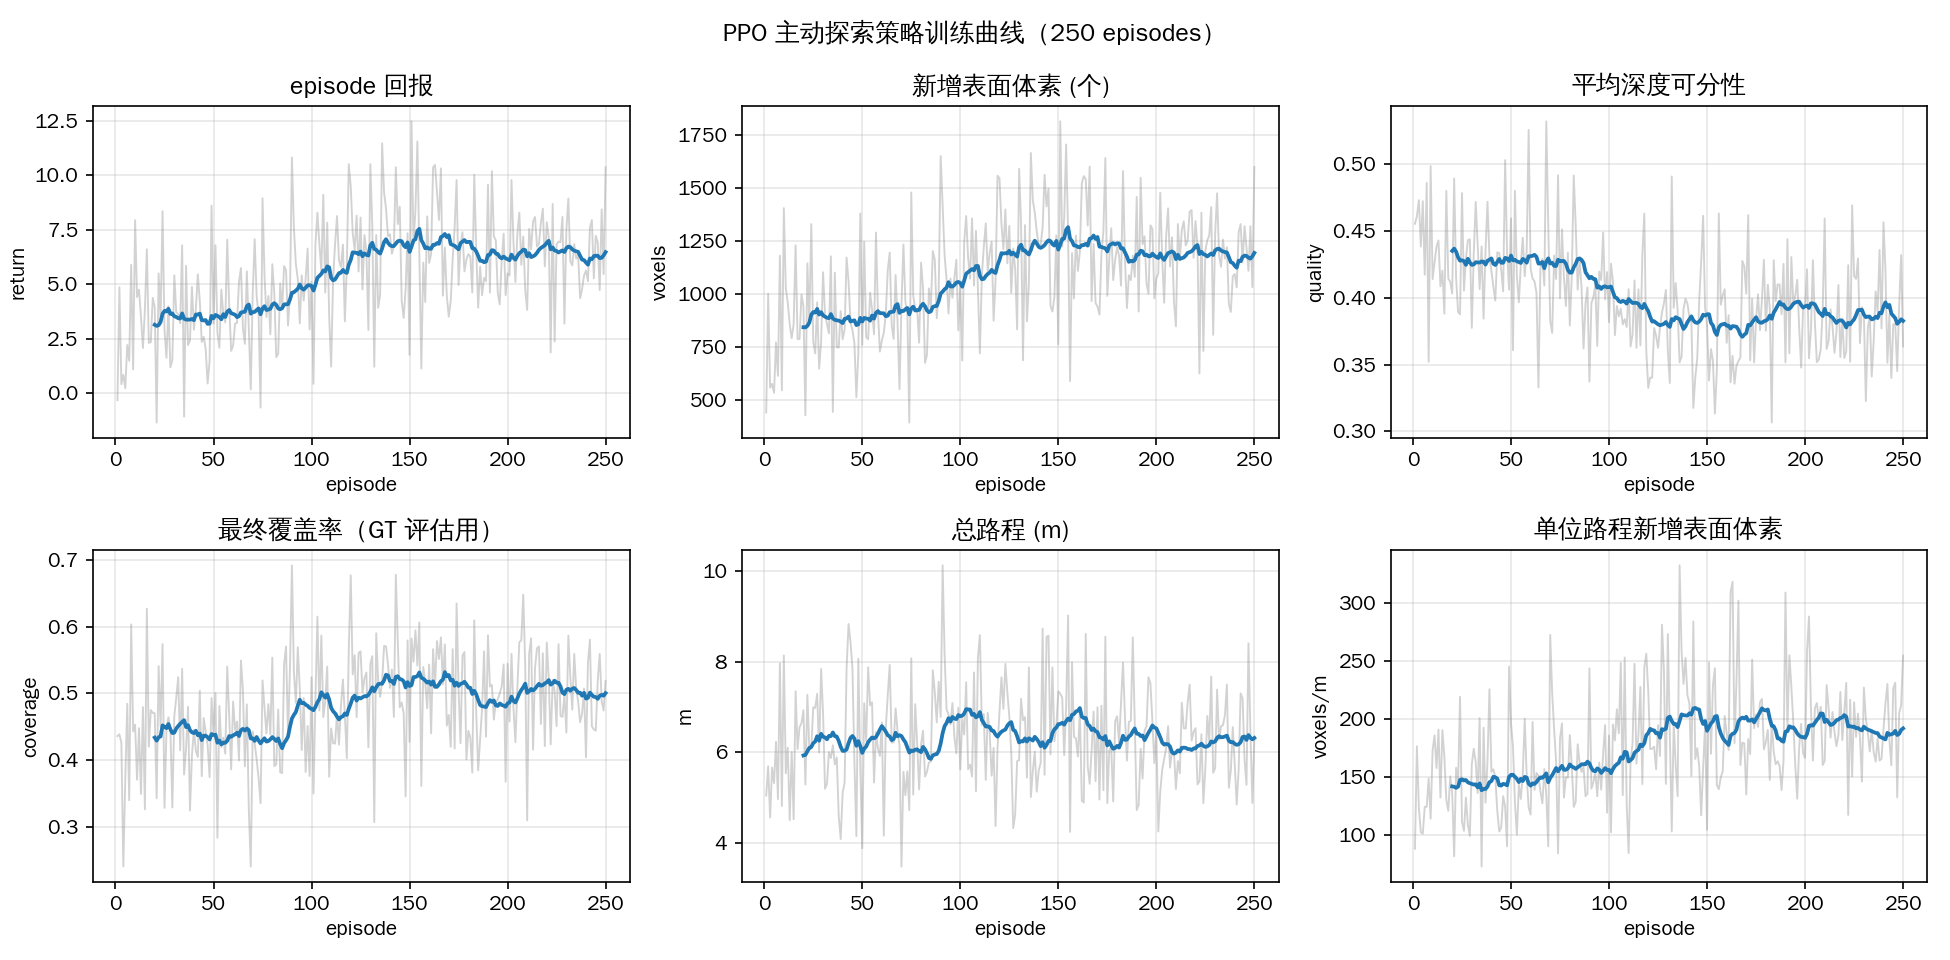 PPO 主动探索策略训练曲线（250 episodes）
episode 回报
return
12.5
10.0
7.5
5.0
2.5
0.0
0 50 100 150 200 250
episode
新增表面体素 (个)
voxels
1750
1500
1250
1000
750
500
0 50 100 150 200 250
episode
平均深度可分性
quality
0.50
0.45
0.40
0.35
0.30
0 50 100 150 200 250
episode
最终覆盖率（GT 评估用）
coverage
0.7
0.6
0.5
0.4
0.3
0 50 100 150 200 250
episode
总路程 (m)
m
10
8
6
4
0 50 100 150 200 250
episode
单位路程新增表面体素
voxels/m
300
250
200
150
100
0 50 100 150 200 250
episode